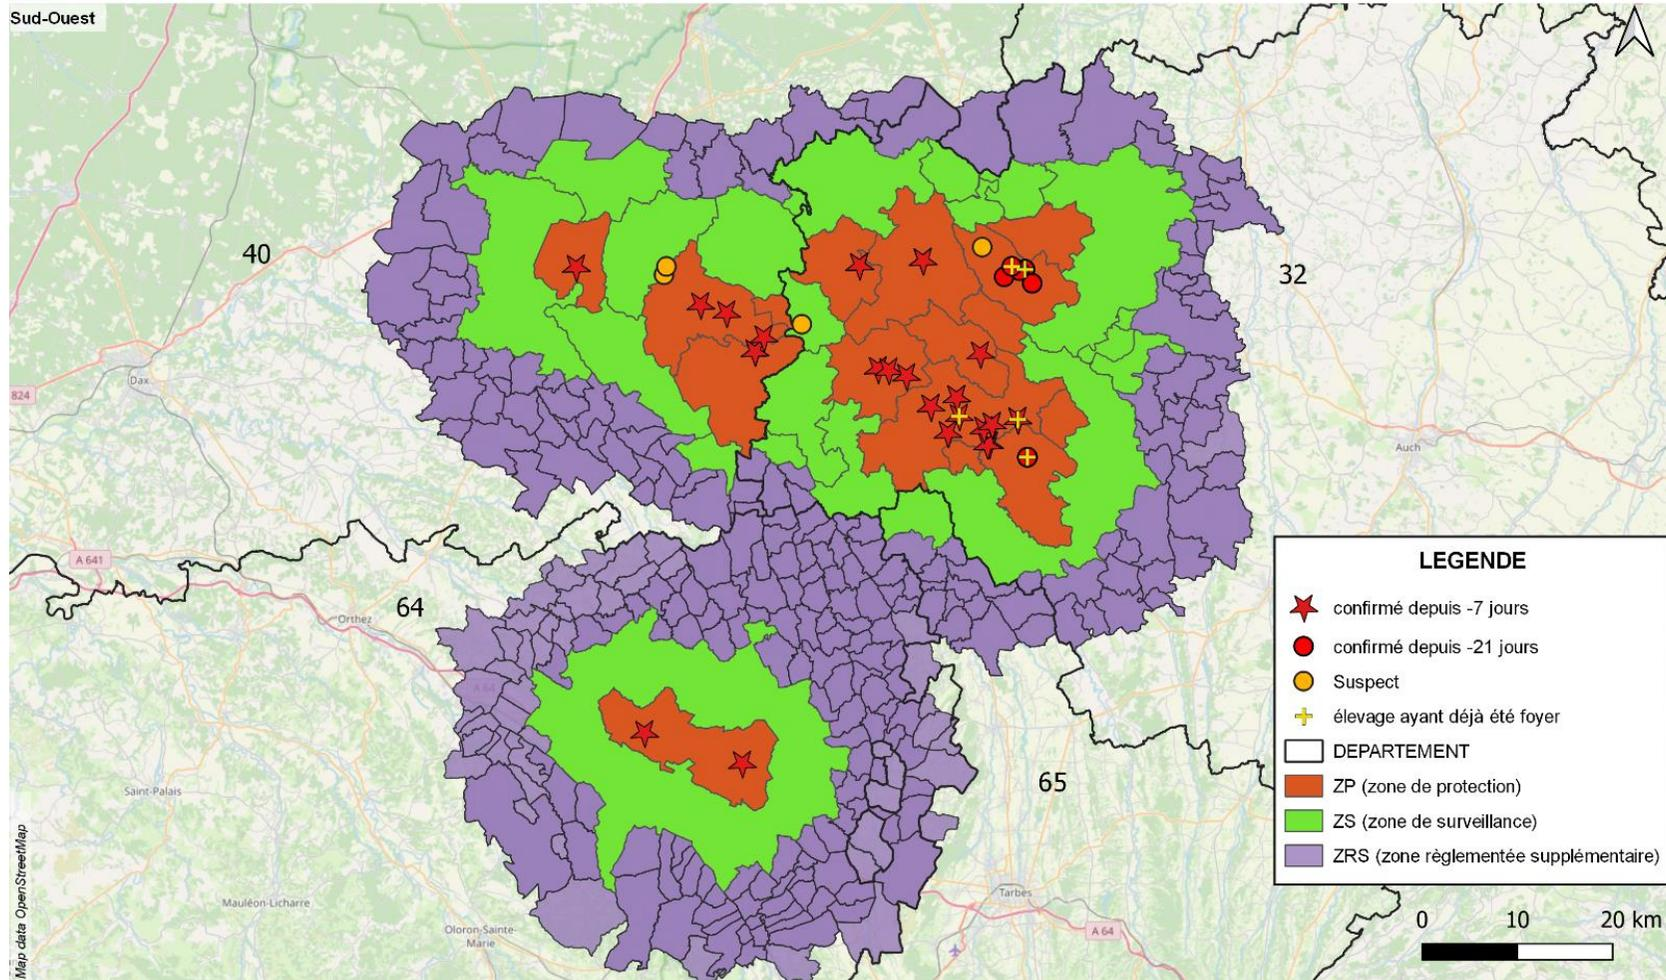 Sud-Ouest
40
32
824
Dax
Auch
A 641
64
Orthez
A 64
65
Saint-Palais
Mauléon-Licharre
Oloron-Sainte-
Marie
Tarbes
A 64
LEGENDE
confirmé depuis -7 jours
confirmé depuis -21 jours
Suspect
élevage ayant déjà été foyer
DEPARTEMENT
ZP (zone de protection)
ZS (zone de surveillance)
ZRS (zone règlementée supplémentaire)
0 10 20 km
Map data OpenStreetMap